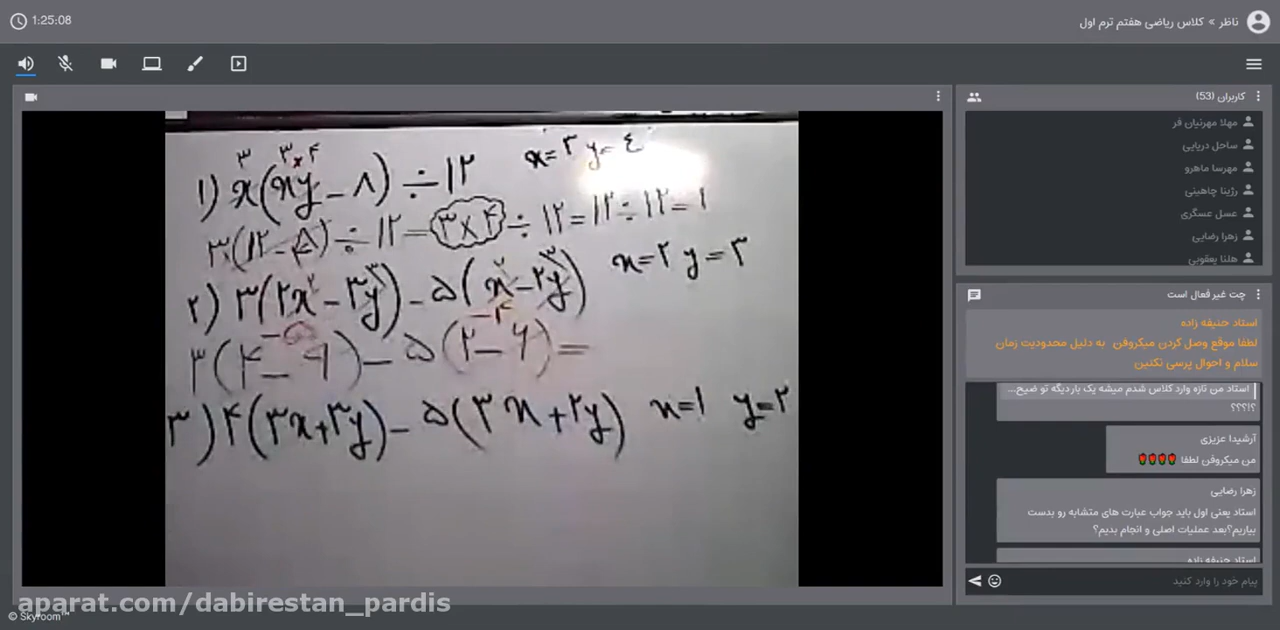 1:25:08
ناظر » کلاس ریاضی هفتم ترم اول
کاربران (53)
مهلا مهرنیان فر
ساحل دریایی
مهرسا ماهرو
رژینا چاهینی
عسل عسگری
زهرا رضایی
هلنا یعقوبی
چت غیر فعال است
استاد حنیفه زاده
لطفا موقع وصل کردن میکروفن به دلیل محدودیت زمان
سلام و احوال پرسی نکنین
استاد من تازه وارد کلاس شدم میشه یک بار دیگه تو ضیح...
؟!؟؟؟
آرشیدا عزیزی
من میکروفن لطفا 🌹🌹🌹🌹
زهرا رضایی
استاد یعنی اول باید جواب عبارت های متشابه رو بدست
بیاریم؟بعد عملیات اصلی و انجام بدیم؟
استاد حنیفه زاده
پیام خود را وارد کنید
۳ ۳×۴
۱) x(xy – ۸) ÷ ۱۲ x=۳ y=٤
۳×(۱۲ – ۸) ÷ ۱۲ = ۳×۴ ÷ ۱۲ = ۱۲ ÷ ۱۲ = ۱
۲) ۳(۲x – ۳y) – ۵(x – ۲y) x=۲ y=۳
۳(۴ – ۹) – ۵(۲ – ۶) =
۳) ۴(۳x+۲y) – ۵(۳x+۲y) x=۱ y=۲
aparat.com/dabirestan_pardis
© Skyroom™